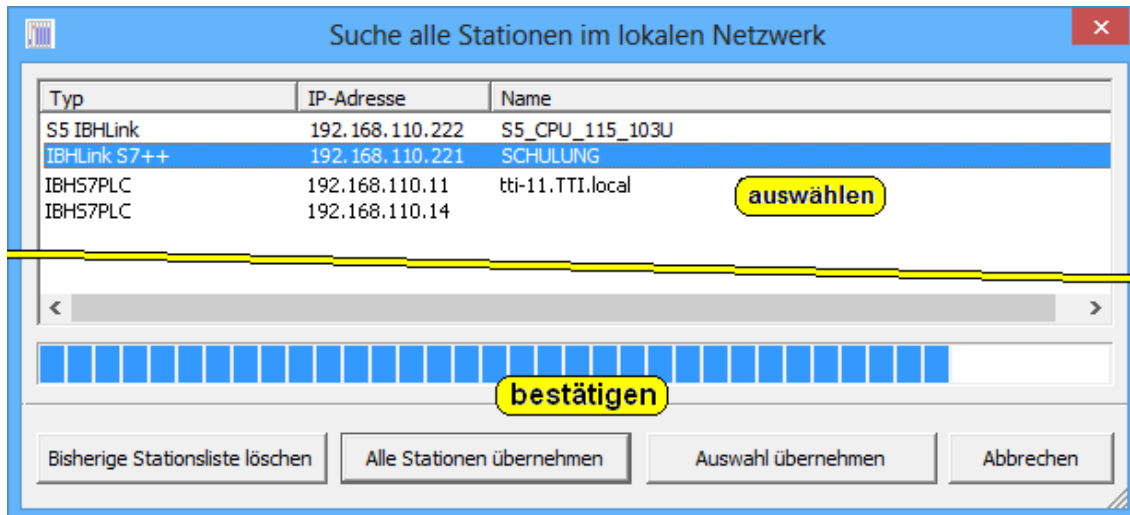 Suche alle Stationen im lokalen Netzwerk
Typ IP-Adresse Name
S5 IBHLink 192.168.110.222 S5_CPU_115_103U
IBHLink S7++ 192.168.110.221 SCHULUNG
IBHS7PLC 192.168.110.11 tti-11.TTI.local
auswählen
IBHS7PLC 192.168.110.14
bestätigen
Bisherige Stationsliste löschen Alle Stationen übernehmen Auswahl übernehmen Abbrechen